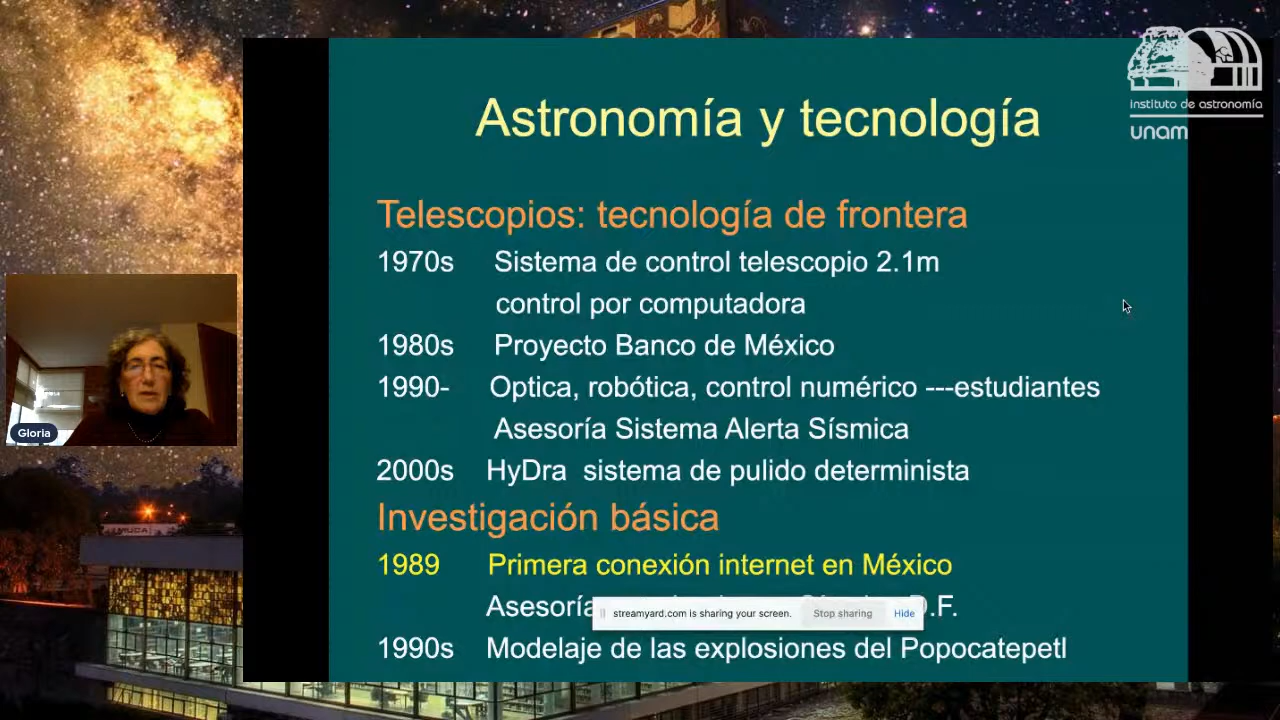 Astronomía y tecnología
instituto de astronomía
unam
Telescopios: tecnología de frontera
1970s Sistema de control telescopio 2.1m
control por computadora
1980s Proyecto Banco de México
1990- Optica, robótica, control numérico ---estudiantes
Asesoría Sistema Alerta Sísmica
2000s HyDra sistema de pulido determinista
Investigación básica
1989 Primera conexión internet en México
Asesoría D.F.
streamyard.com is sharing your screen. Stop sharing Hide
1990s Modelaje de las explosiones del Popocatepetl
Gloria
MUCA